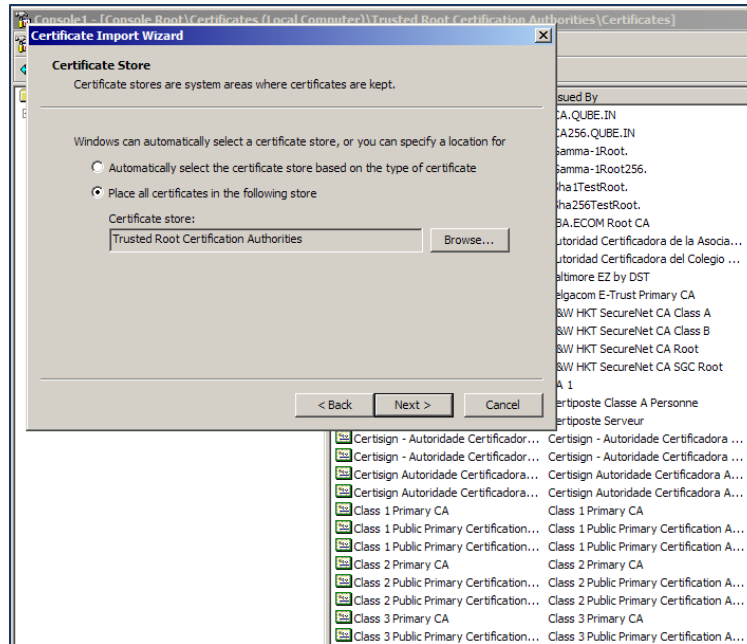 Console1 - [Console Root\Certificates (Local Computer)\Trusted Root Certification Authorities\Certificates]
Certificate Import Wizard
Certificate Store
Certificate stores are system areas where certificates are kept.
Windows can automatically select a certificate store, or you can specify a location for
Automatically select the certificate store based on the type of certificate
Place all certificates in the following store
Certificate store:
Trusted Root Certification Authorities
Browse...
< Back Next > Cancel
sued By
CA.QUBE.IN
CA256.QUBE.IN
Gamma-1Root.
Gamma-1Root256.
Sha1TestRoot.
Sha256TestRoot.
BA.ECOM Root CA
utoridad Certificadora de la Asocia...
utoridad Certificadora del Colegio ...
altimore EZ by DST
elgacom E-Trust Primary CA
&W HKT SecureNet CA Class A
&W HKT SecureNet CA Class B
&W HKT SecureNet CA Root
&W HKT SecureNet CA SGC Root
A 1
ertiposte Classe A Personne
ertiposte Serveur
Certisign - Autoridade Certificador... Certisign - Autoridade Certificadora ...
Certisign - Autoridade Certificador... Certisign - Autoridade Certificadora ...
Certisign Autoridade Certificadora... Certisign Autoridade Certificadora A...
Certisign Autoridade Certificadora... Certisign Autoridade Certificadora A...
Class 1 Primary CA Class 1 Primary CA
Class 1 Public Primary Certification... Class 1 Public Primary Certification A...
Class 1 Public Primary Certification... Class 1 Public Primary Certification A...
Class 2 Primary CA Class 2 Primary CA
Class 2 Public Primary Certification... Class 2 Public Primary Certification A...
Class 2 Public Primary Certification... Class 2 Public Primary Certification A...
Class 3 Primary CA Class 3 Primary CA
Class 3 Public Primary Certification... Class 3 Public Primary Certification A...